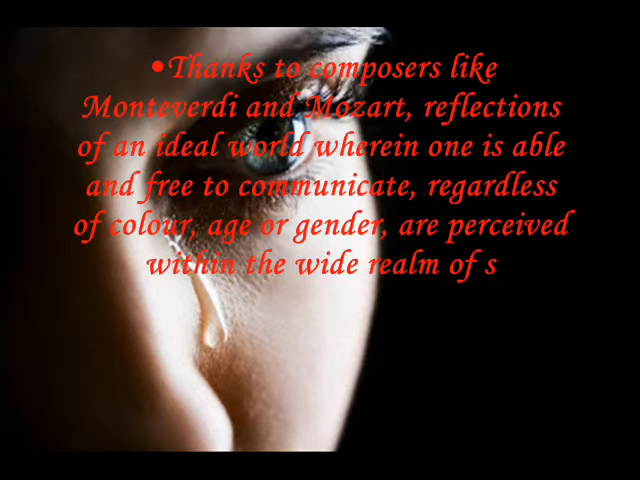 •Thanks to composers like
Monteverdi and Mozart, reflections
of an ideal world wherein one is able
and free to communicate, regardless
of colour, age or gender, are perceived
within the wide realm of s